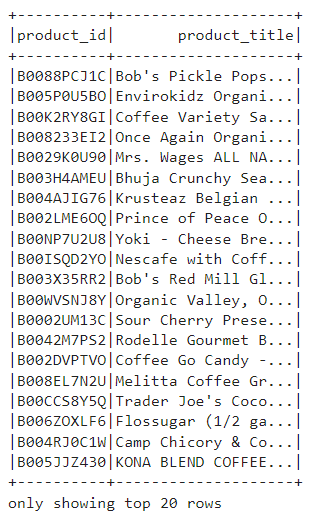 +----------+--------------------+
|product_id|       product_title|
+----------+--------------------+
|B0088PCJ1C|Bob's Pickle Pops...|
|B005P0U5BO|Envirokidz Organi...|
|B00K2RY8GI|Coffee Variety Sa...|
|B008233EI2|Once Again Organi...|
|B0029K0U90|Mrs. Wages ALL NA...|
|B003H4AMEU|Bhuja Crunchy Sea...|
|B004AJIG76|Krusteaz Belgian ...|
|B002LME6OQ|Prince of Peace O...|
|B00NP7U2U8|Yoki - Cheese Bre...|
|B00ISQD2YO|Nescafe with Coff...|
|B003X35RR2|Bob's Red Mill Gl...|
|B00WVSNJ8Y|Organic Valley, O...|
|B0002UM13C|Sour Cherry Prese...|
|B0042M7PS2|Rodelle Gourmet B...|
|B002DVPTVO|Coffee Go Candy -...|
|B008EL7N2U|Melitta Coffee Gr...|
|B00CCS8Y5Q|Trader Joe's Coco...|
|B006ZOXLF6|Flossugar (1/2 ga...|
|B004RJ0C1W|Camp Chicory & Co...|
|B005JJZ430|KONA BLEND COFFEE...|
+----------+--------------------+
only showing top 20 rows